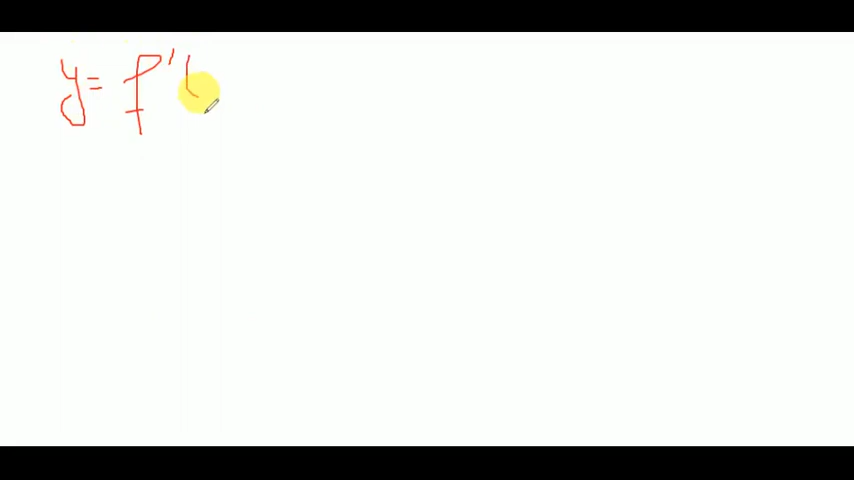 y = f'(